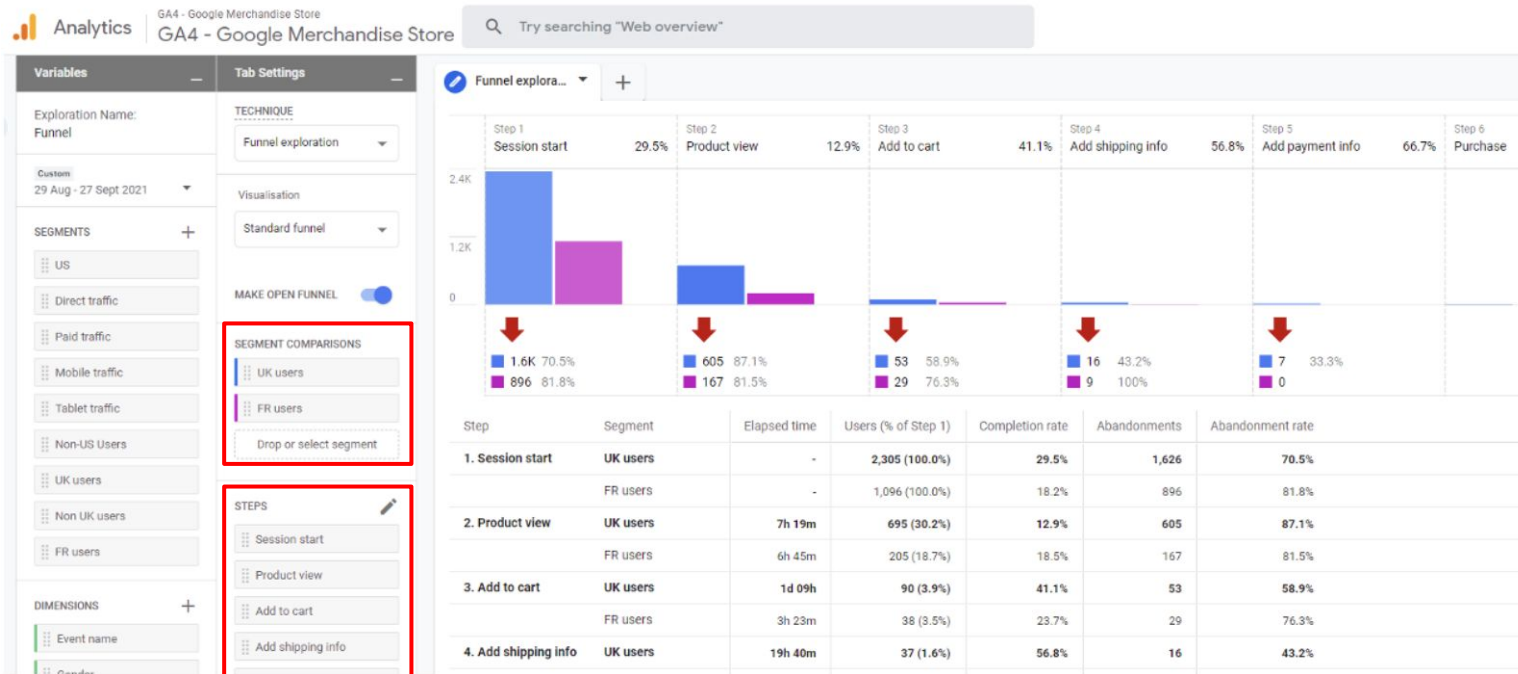 Analytics
GA4 - Google Merchandise Store
GA4 - Google Merchandise Store
Try searching "Web overview"
Variables
Exploration Name:
Funnel
Custom
29 Aug - 27 Sept 2021
SEGMENTS
US
Direct traffic
Paid traffic
Mobile traffic
Tablet traffic
Non-US Users
UK users
Non UK users
FR users
DIMENSIONS
Event name
Gender
Tab Settings
TECHNIQUE
Funnel exploration
Visualisation
Standard funnel
MAKE OPEN FUNNEL
SEGMENT COMPARISONS
UK users
FR users
Drop or select segment
STEPS
Session start
Product view
Add to cart
Add shipping info
Funnel explora...
Step 1 Step 2 Step 3 Step 4 Step 5 Step 6
Session start 29.5% Product view 12.9% Add to cart 41.1% Add shipping info 56.8% Add payment info 66.7% Purchase
2.4K
1.2K
0
1.6K 70.5% 605 87.1% 53 58.9% 16 43.2% 7 33.3%
896 81.8% 167 81.5% 29 76.3% 9 100% 0
Step Segment Elapsed time Users (% of Step 1) Completion rate Abandonments Abandonment rate
1. Session start UK users - 2,305 (100.0%) 29.5% 1,626 70.5%
FR users - 1,096 (100.0%) 18.2% 896 81.8%
2. Product view UK users 7h 19m 695 (30.2%) 12.9% 605 87.1%
FR users 6h 45m 205 (18.7%) 18.5% 167 81.5%
3. Add to cart UK users 1d 09h 90 (3.9%) 41.1% 53 58.9%
FR users 3h 23m 38 (3.5%) 23.7% 29 76.3%
4. Add shipping info UK users 19h 40m 37 (1.6%) 56.8% 16 43.2%